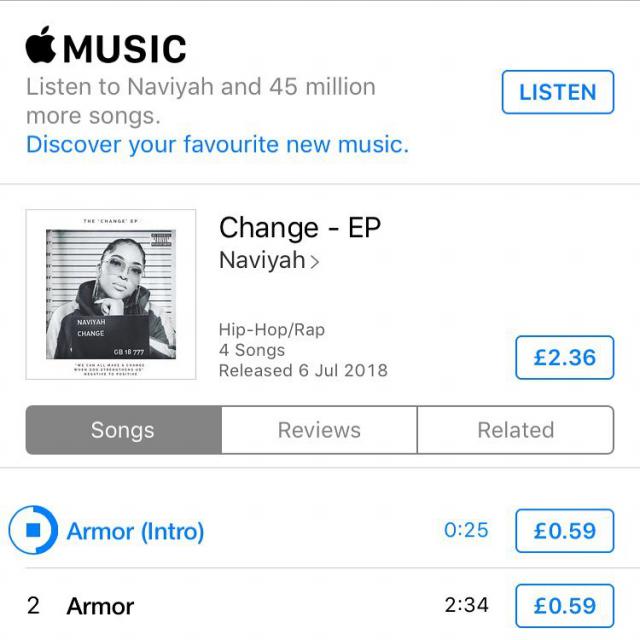 MUSIC
Listen to Naviyah and 45 million
more songs.
Discover your favourite new music.
LISTEN
THE 'CHANGE' EP
NAVIYAH
CHANGE
GB 18 777
"WE CAN ALL MAKE A CHANGE
WHEN GOD STRENGTHENS US"
NEGATIVE TO POSITIVE
Change - EP
Naviyah >
Hip-Hop/Rap
4 Songs
Released 6 Jul 2018
£2.36
Songs
Reviews
Related
Armor (Intro)
0:25
£0.59
2 Armor
2:34
£0.59